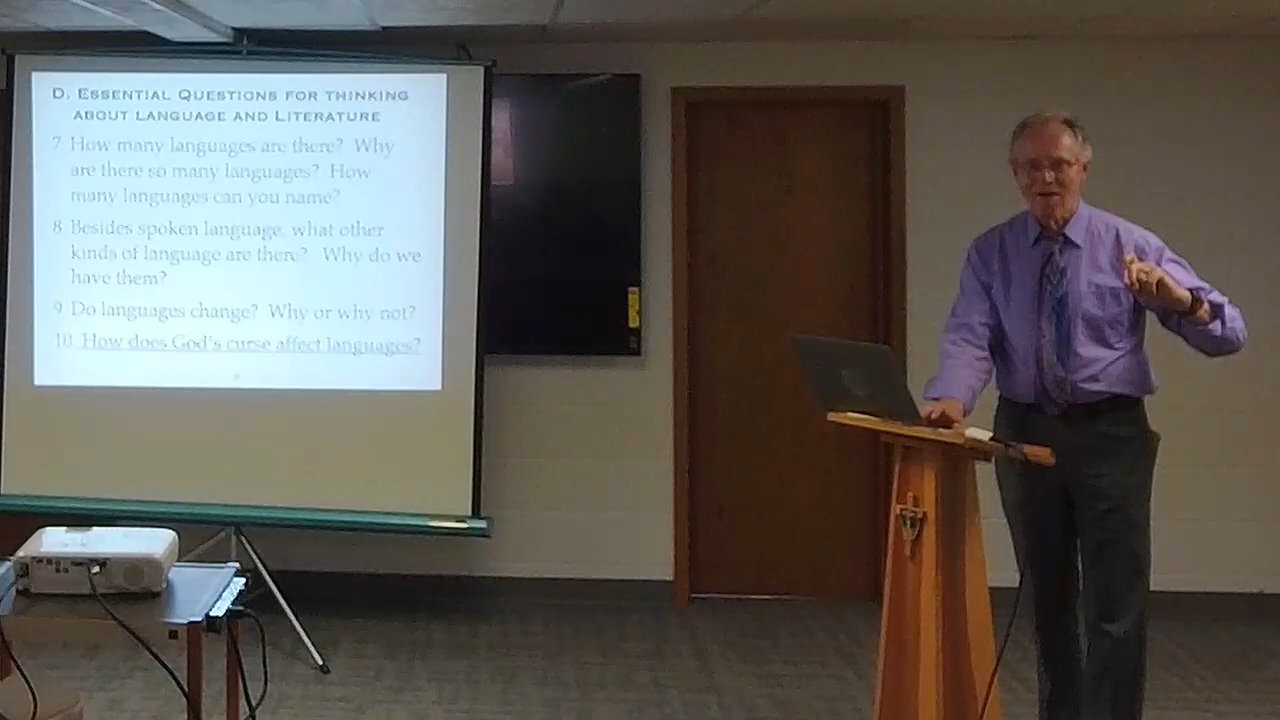 D. Essential Questions for thinking
about language and Literature
7. How many languages are there? Why
are there so many languages? How
many languages can you name?
8. Besides spoken language, what other
kinds of language are there? Why do we
have them?
9. Do languages change? Why or why not?
10. How does God's curse affect languages?